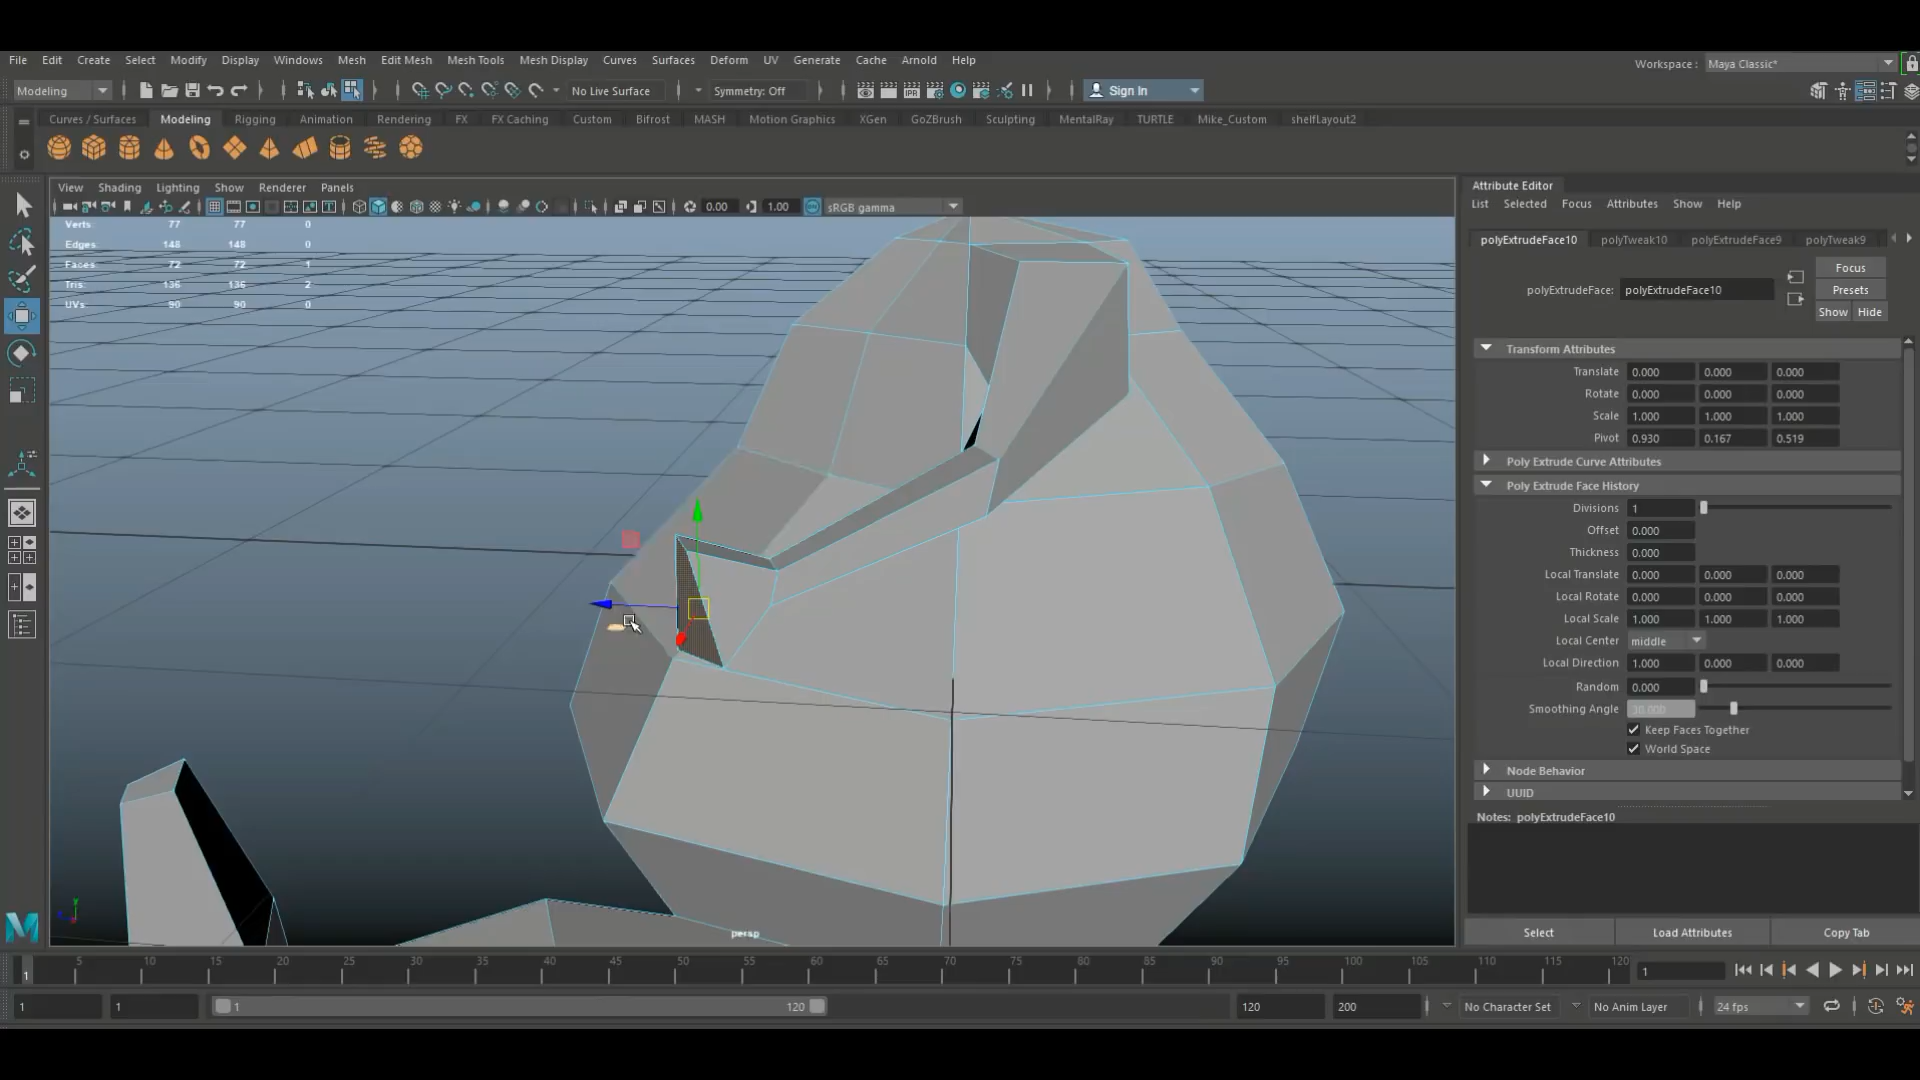 File Edit Create Select Modify Display Windows Mesh Edit Mesh Mesh Tools Mesh Display Curves Surfaces Deform UV Generate Cache Arnold Help
Workspace : Maya Classic*
Modeling No Live Surface Symmetry: Off Sign In
Curves / Surfaces Modeling Rigging Animation Rendering FX FX Caching Custom Bifrost MASH Motion Graphics XGen GoZBrush Sculpting MentalRay TURTLE Mike_Custom shelfLayout2
View Shading Lighting Show Renderer Panels
0.00 1.00 sRGB gamma
Verts: 77 77 0
Edges: 148 148 0
Faces: 72 72 1
Tris: 136 136 2
UVs: 90 90 0
persp
Attribute Editor
List Selected Focus Attributes Show Help
polyExtrudeFace10 polyTweak10 polyExtrudeFace9 polyTweak9
polyExtrudeFace: polyExtrudeFace10
Focus
Presets
Show Hide
Transform Attributes
Translate 0.000 0.000 0.000
Rotate 0.000 0.000 0.000
Scale 1.000 1.000 1.000
Pivot 0.930 0.167 0.519
Poly Extrude Curve Attributes
Poly Extrude Face History
Divisions 1
Offset 0.000
Thickness 0.000
Local Translate 0.000 0.000 0.000
Local Rotate 0.000 0.000 0.000
Local Scale 1.000 1.000 1.000
Local Center middle
Local Direction 1.000 0.000 0.000
Random 0.000
Smoothing Angle 30.000
Keep Faces Together
World Space
Node Behavior
UUID
Notes: polyExtrudeFace10
Select Load Attributes Copy Tab
1 5 10 15 20 25 30 35 40 45 50 55 60 65 70 75 80 85 90 95 100 105 110 115 120 1
1 1 1 120 120 200 No Character Set No Anim Layer 24 fps